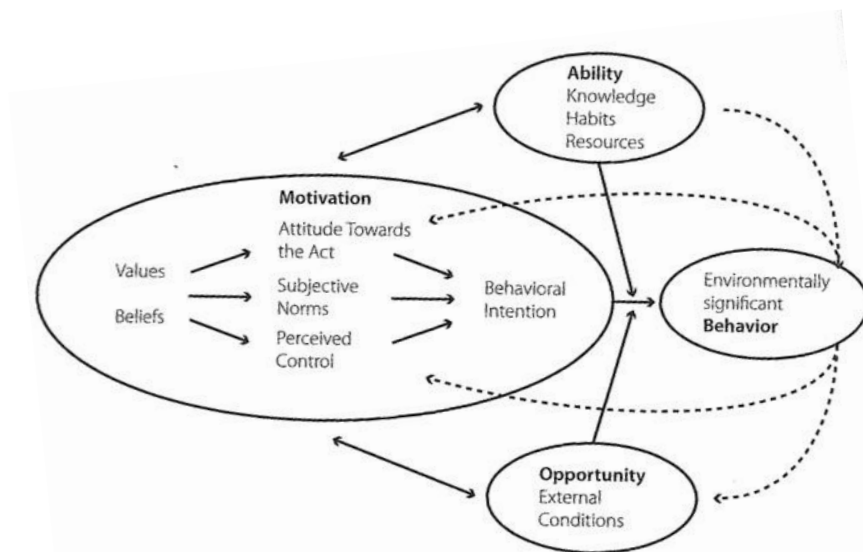 Ability
Knowledge
Habits
Resources
Motivation
Attitude Towards
the Act
Values
Beliefs
Subjective
Norms
Perceived
Control
Behavioral
Intention
Environmentally
significant
Behavior
Opportunity
External
Conditions